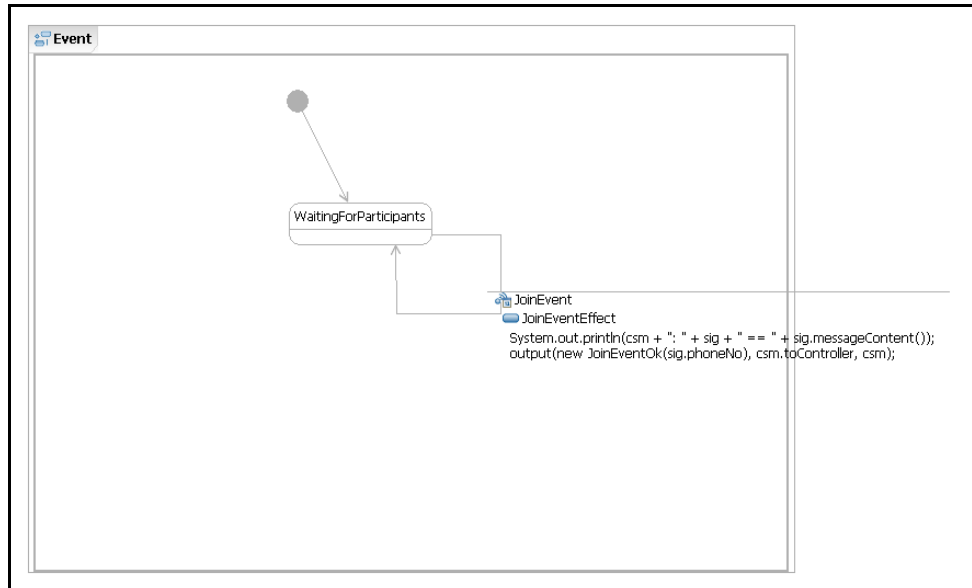 Event
WaitingForParticipants
JoinEvent
JoinEventEffect
System.out.println(csm + ": " + sig + " == " + sig.messageContent());
output(new JoinEventOk(sig.phoneNo), csm.toController, csm);